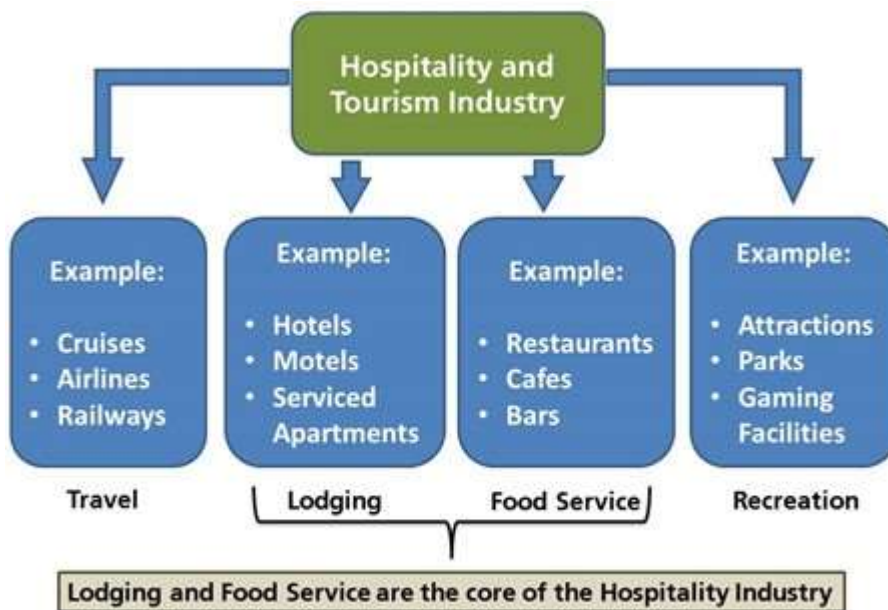 Hospitality and
Tourism Industry
Example:
• Cruises
• Airlines
• Railways
Travel
Example:
• Hotels
• Motels
• Serviced
Apartments
Lodging
Example:
• Restaurants
• Cafes
• Bars
Food Service
Example:
• Attractions
• Parks
• Gaming
Facilities
Recreation
Lodging and Food Service are the core of the Hospitality Industry